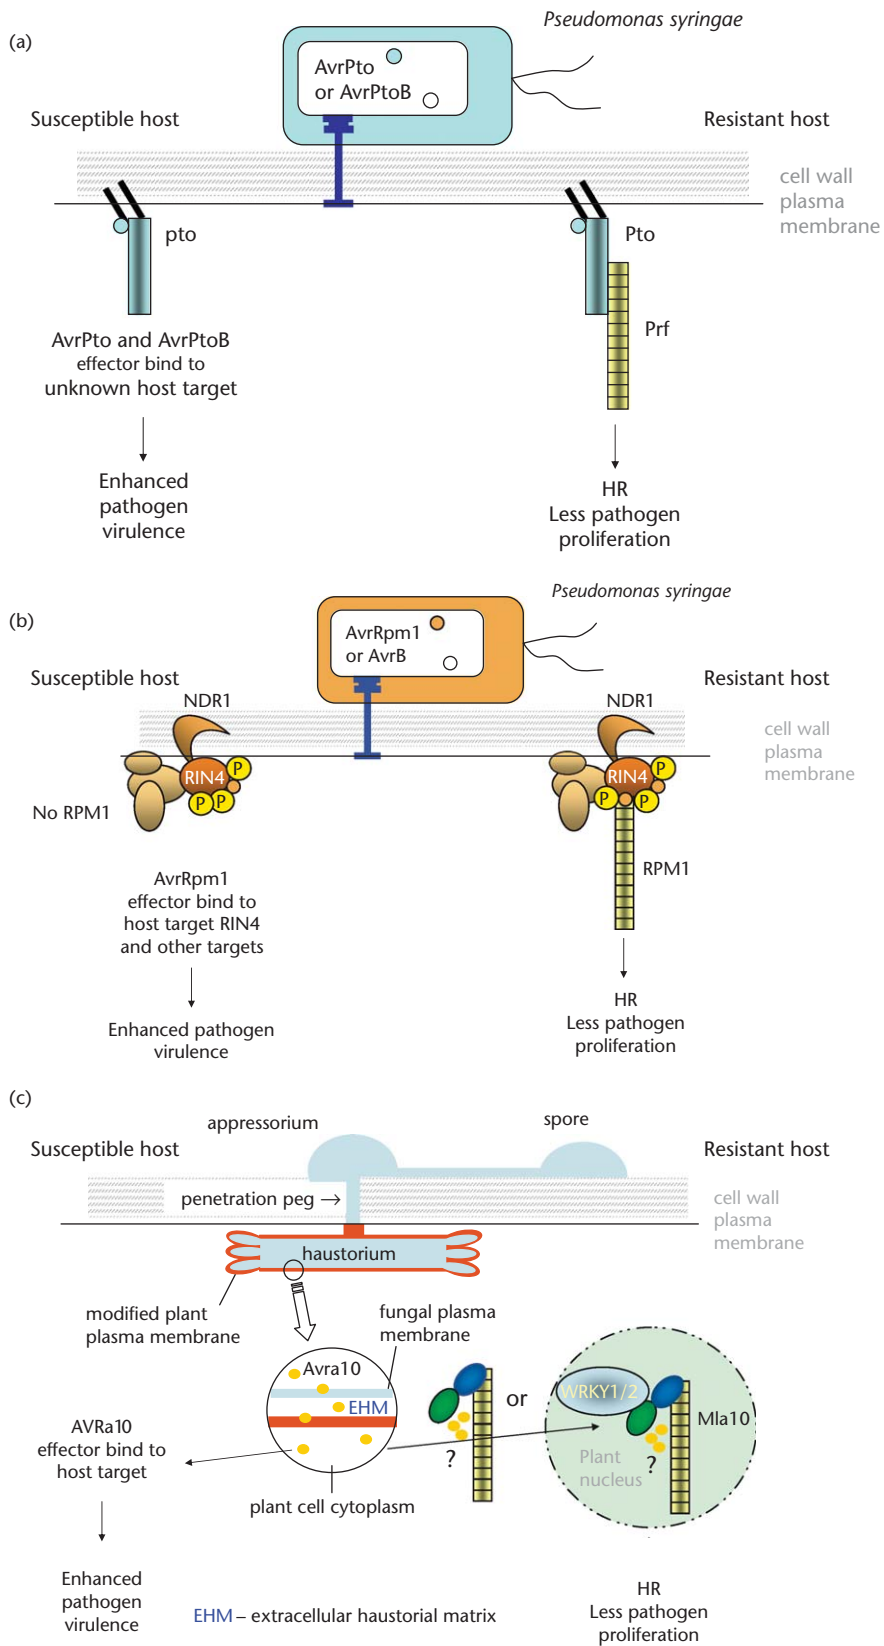 (a)
Pseudomonas syringae
AvrPto
or AvrPtoB
Susceptible host
Resistant host
cell wall
plasma
membrane
pto
Pto
Prf
AvrPto and AvrPtoB
effector bind to
unknown host target
Enhanced
pathogen
virulence
HR
Less pathogen
proliferation
(b)
Pseudomonas syringae
AvrRpm1
or AvrB
Susceptible host
Resistant host
NDR1
NDR1
cell wall
plasma
membrane
RIN4
P
P
P
RIN4
P
P
P
No RPM1
RPM1
AvrRpm1
effector bind to
host target RIN4
and other targets
Enhanced pathogen
virulence
HR
Less pathogen
proliferation
(c)
appressorium
spore
Susceptible host
Resistant host
penetration peg →
cell wall
plasma
membrane
haustorium
modified plant
plasma membrane
fungal plasma
membrane
Avra10
EHM
or
WRKY1/2
Mla10
?
Plant
nucleus
?
AVRa10
effector bind to
host target
plant cell cytoplasm
Enhanced
pathogen
virulence
EHM – extracellular haustorial matrix
HR
Less pathogen
proliferation